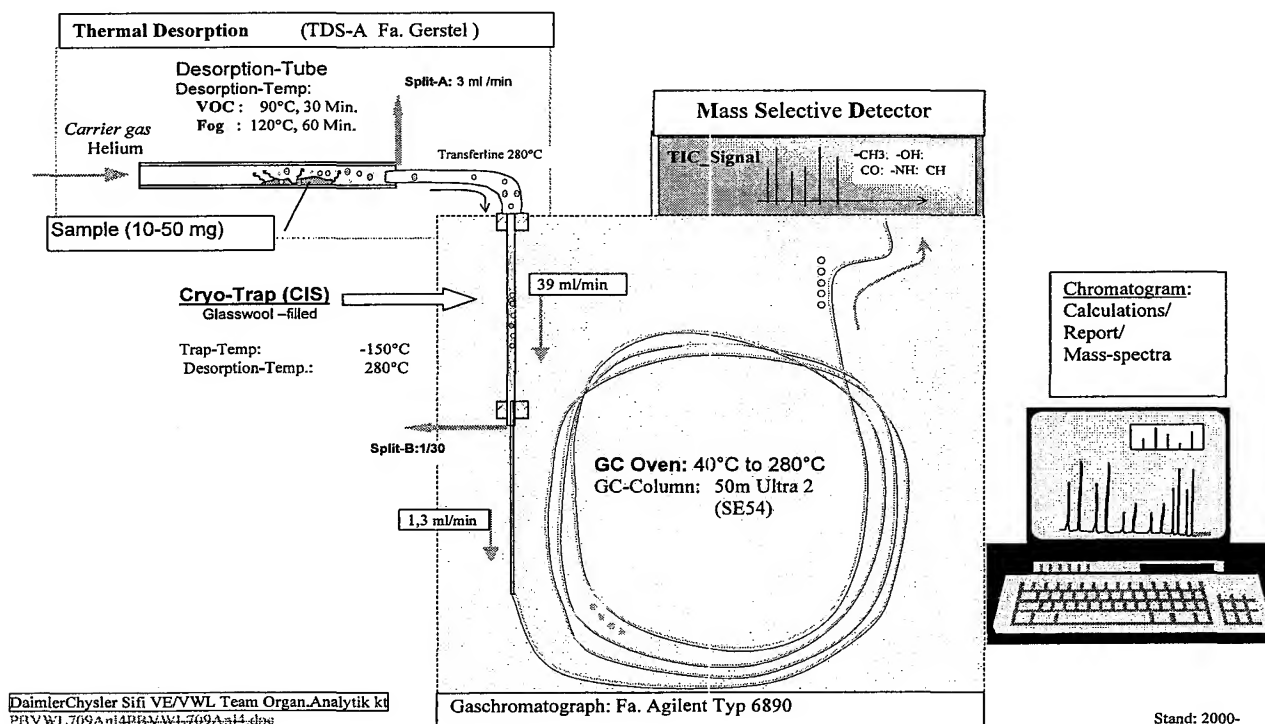 Thermal Desorption (TDS-A Fa. Gerstel )
Desorption-Tube
Desorption-Temp:
VOC : 90°C, 30 Min.
Fog : 120°C, 60 Min.
Split-A: 3 ml /min
Carrier gas
Helium
Transferline 280°C
Sample (10-50 mg)
Mass Selective Detector
TIC_Signal
-CH3: -OH:
CO: -NH: CH
Cryo-Trap (CIS)
Glasswool –filled
Trap-Temp: -150°C
Desorption-Temp.: 280°C
39 ml/min
Split-B:1/30
1,3 ml/min
GC Oven: 40°C to 280°C
GC-Column: 50m Ultra 2
(SE54)
Chromatogram:
Calculations/
Report/
Mass-spectra
Gaschromatograph: Fa. Agilent Typ 6890
DaimlerChysler Sifi VE/VWL Team Organ.Analytik kt
Stand: 2000-